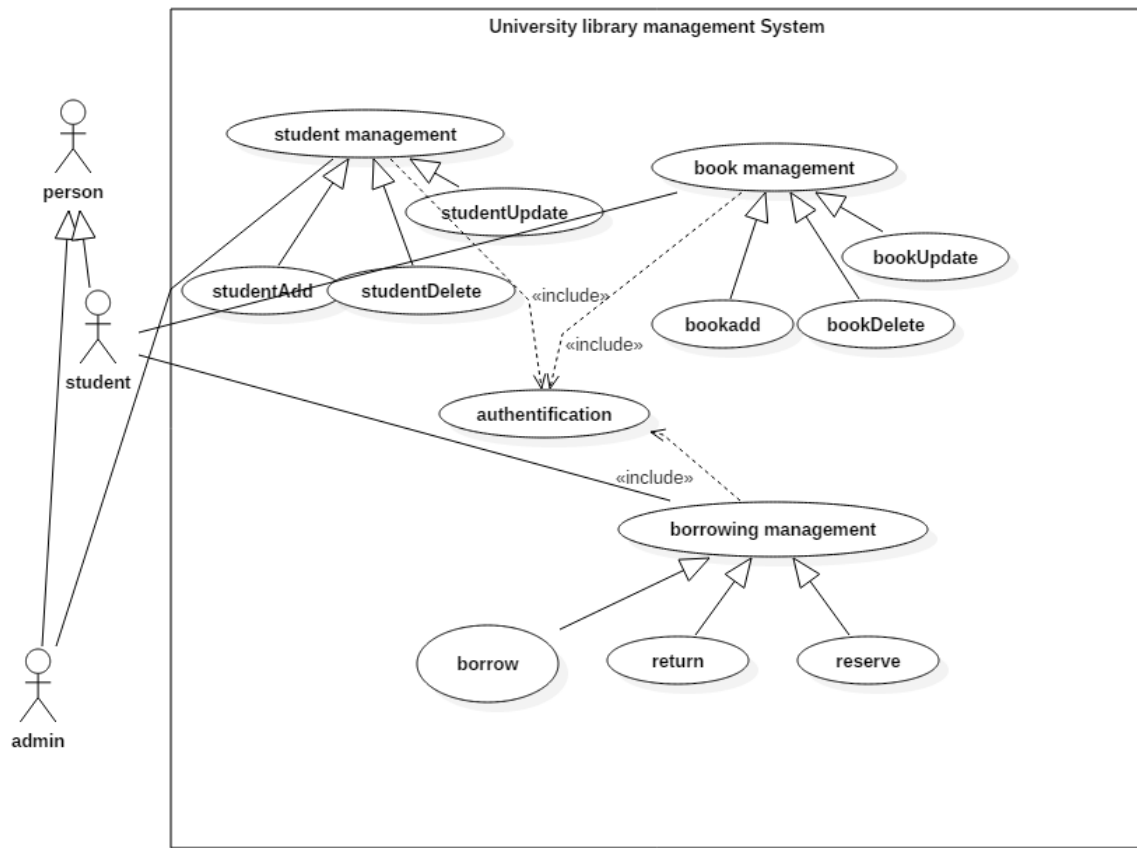 University library management System
student management
book management
person
studentUpdate
bookUpdate
studentAdd
studentDelete
«include»
bookadd
bookDelete
«include»
student
authentification
«include»
borrowing management
borrow
return
reserve
admin